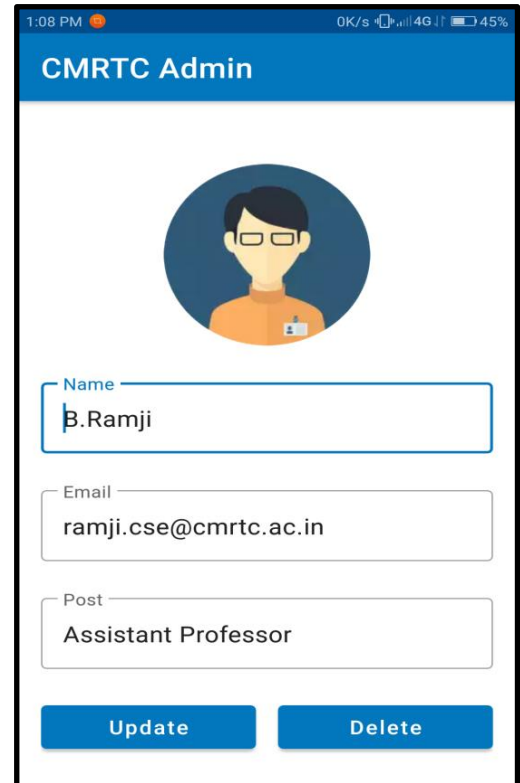 1:08 PM 0K/s 4G 45%
CMRTC Admin
Name
B.Ramji
Email
ramji.cse@cmrtc.ac.in
Post
Assistant Professor
Update Delete